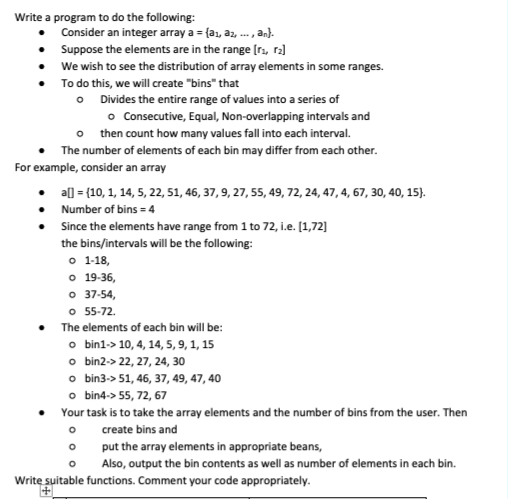 Write a program to do the following:
• Consider an integer array a = {a₁, a₂, ... , aₙ}.
• Suppose the elements are in the range [r₁, r₂]
• We wish to see the distribution of array elements in some ranges.
• To do this, we will create "bins" that
o Divides the entire range of values into a series of
o Consecutive, Equal, Non-overlapping intervals and
o then count how many values fall into each interval.
• The number of elements of each bin may differ from each other.
For example, consider an array
• a[] = {10, 1, 14, 5, 22, 51, 46, 37, 9, 27, 55, 49, 72, 24, 47, 4, 67, 30, 40, 15}.
• Number of bins = 4
• Since the elements have range from 1 to 72, i.e. [1,72]
the bins/intervals will be the following:
o 1-18,
o 19-36,
o 37-54,
o 55-72.
• The elements of each bin will be:
o bin1-> 10, 4, 14, 5, 9, 1, 15
o bin2-> 22, 27, 24, 30
o bin3-> 51, 46, 37, 49, 47, 40
o bin4-> 55, 72, 67
• Your task is to take the array elements and the number of bins from the user. Then
o create bins and
o put the array elements in appropriate beans,
o Also, output the bin contents as well as number of elements in each bin.
Write suitable functions. Comment your code appropriately.